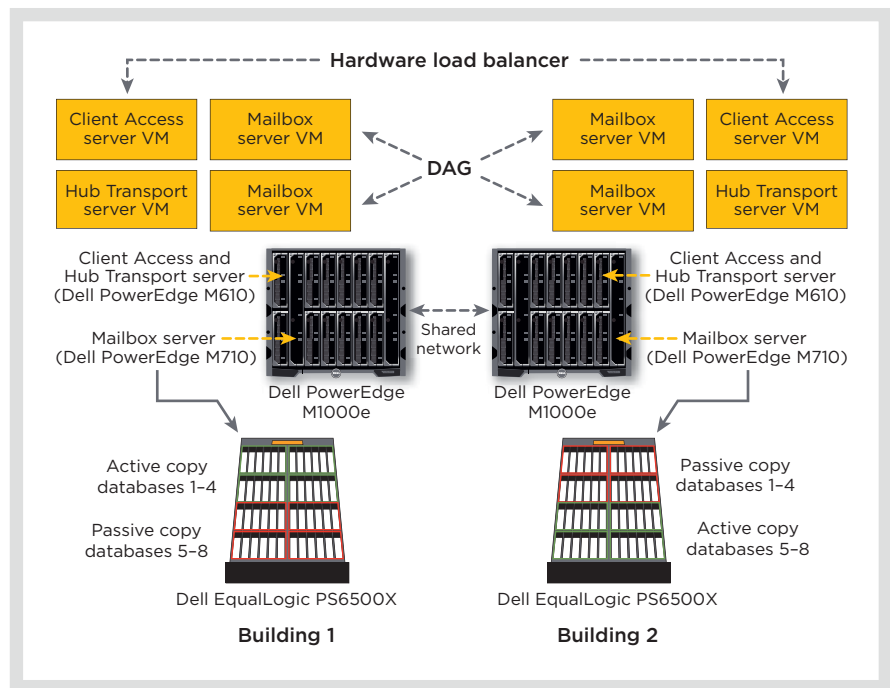 Hardware load balancer
Client Access
server VM
Mailbox
server VM
Mailbox
server VM
Client Access
server VM
DAG
Hub Transport
server VM
Mailbox
server VM
Mailbox
server VM
Hub Transport
server VM
Client Access and
Hub Transport server
(Dell PowerEdge M610)
Client Access and
Hub Transport server
(Dell PowerEdge M610)
Shared
network
Mailbox server
(Dell PowerEdge M710)
Mailbox server
(Dell PowerEdge M710)
Dell PowerEdge
M1000e
Dell PowerEdge
M1000e
Active copy
databases 1–4
Passive copy
databases 5–8
Passive copy
databases 1–4
Active copy
databases 5–8
Dell EqualLogic PS6500X
Dell EqualLogic PS6500X
Building 1
Building 2